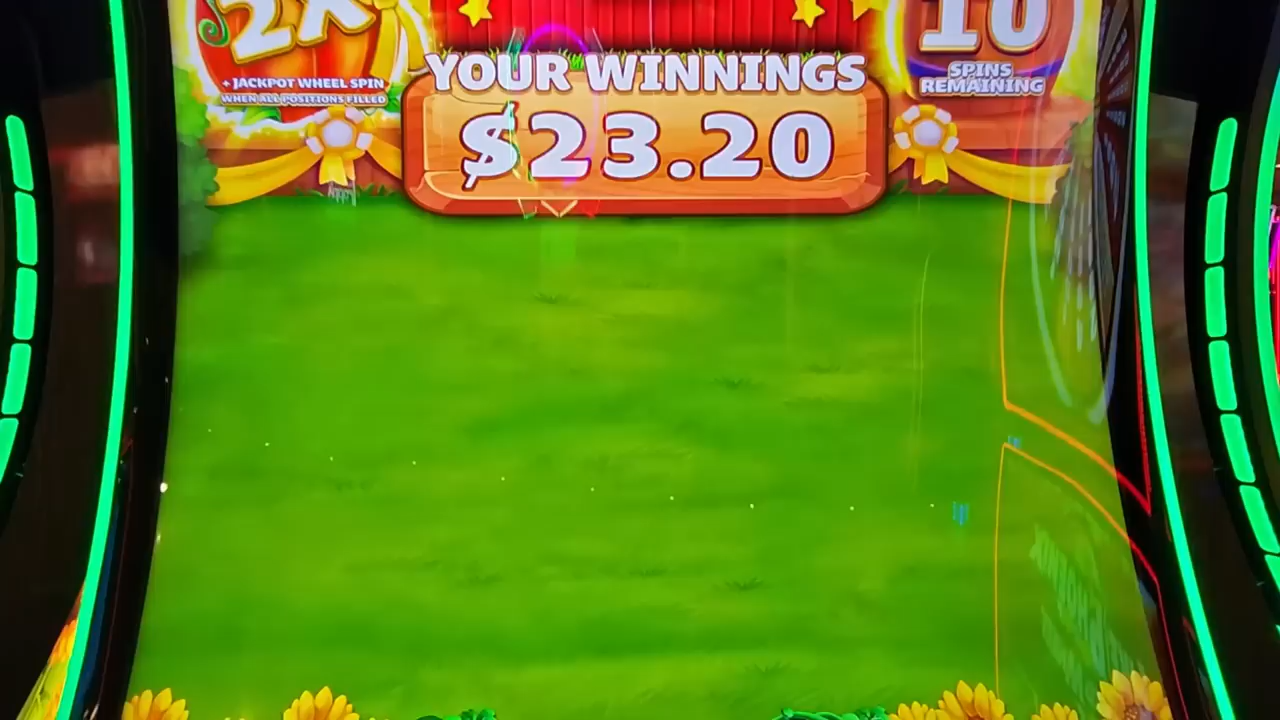 2X
+ JACKPOT WHEEL SPIN
WHEN ALL POSITIONS FILLED
YOUR WINNINGS
$23.20
10
SPINS
REMAINING